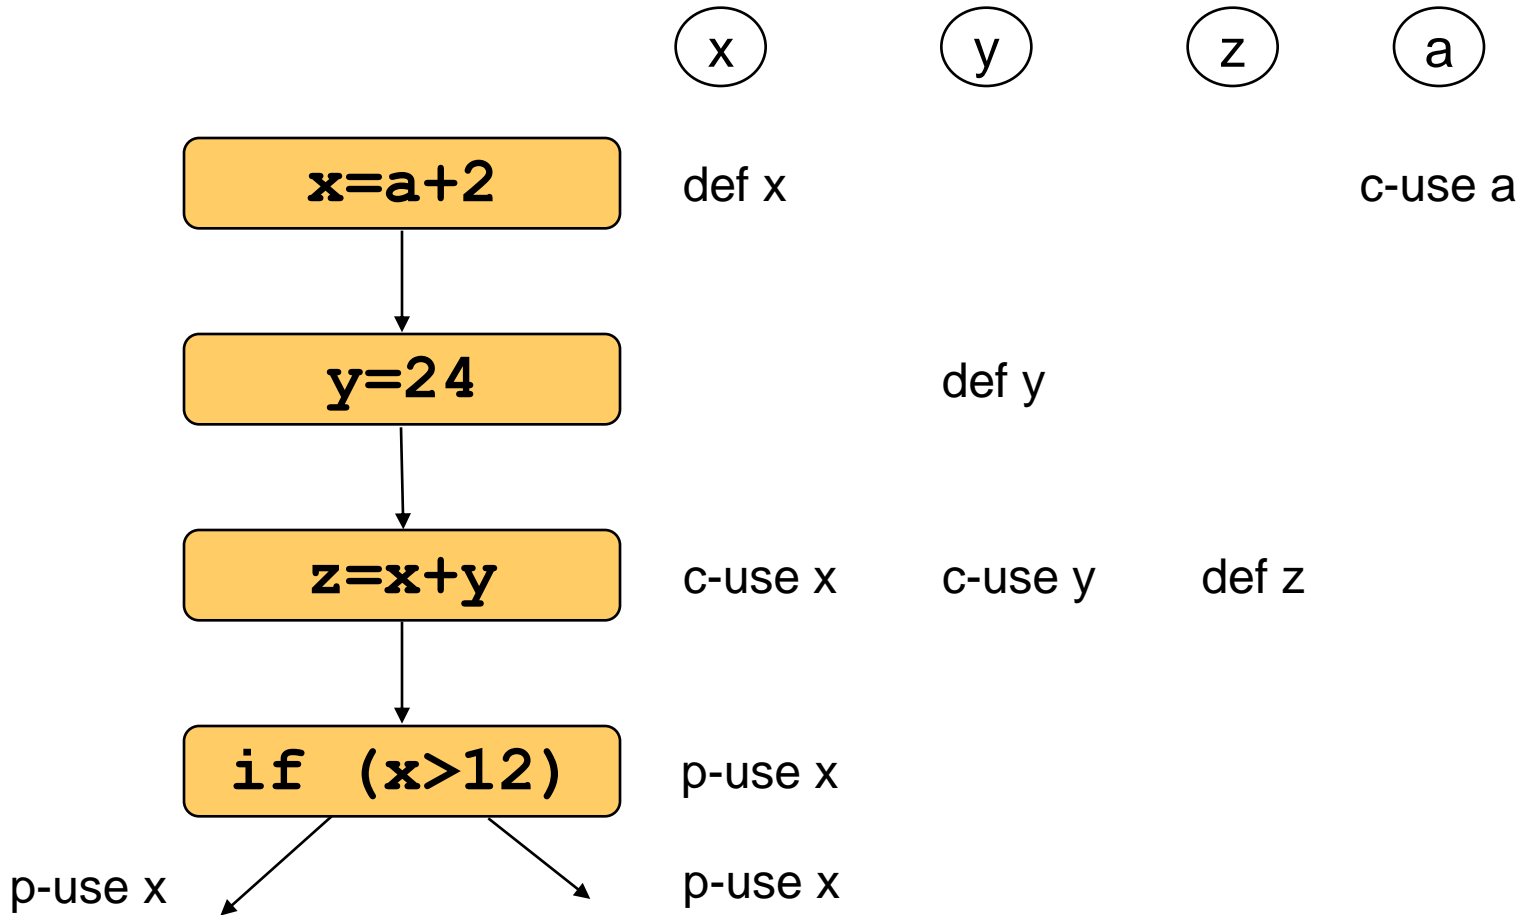 x y z a
x=a+2 def x c-use a
y=24 def y
z=x+y c-use x c-use y def z
if (x>12) p-use x
p-use x p-use x